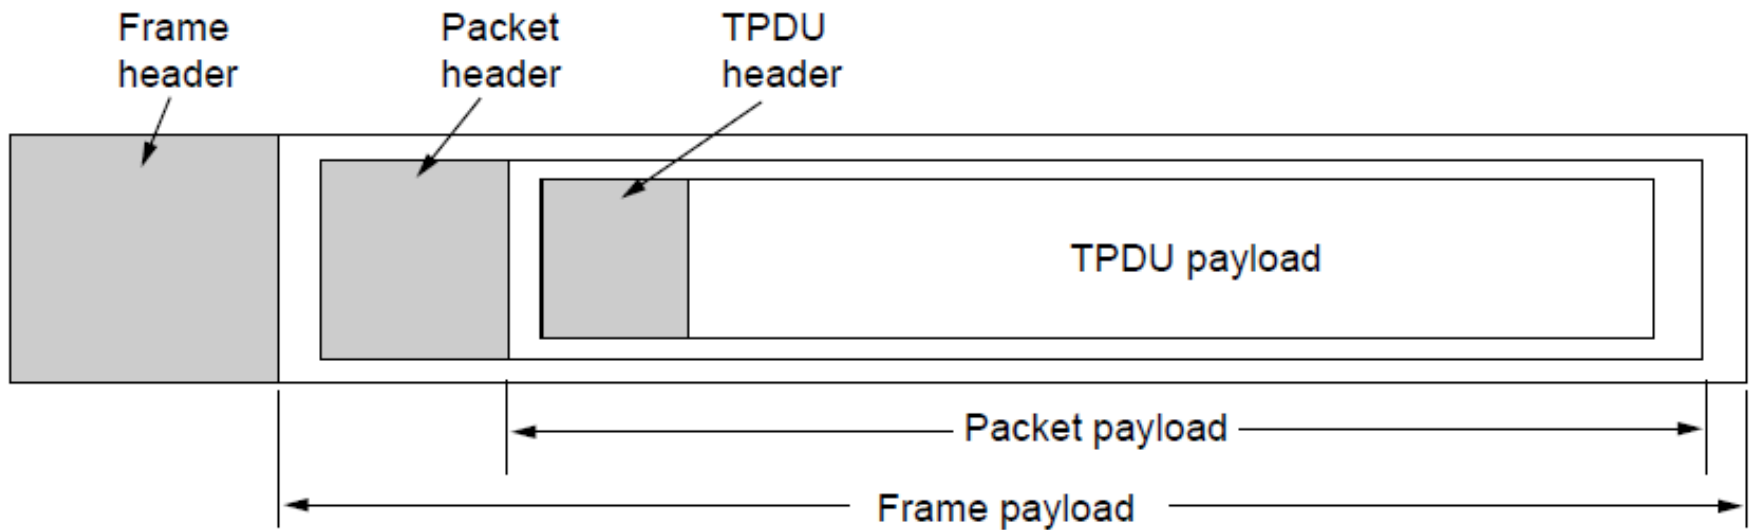 Frame
header
Packet
header
TPDU
header
TPDU payload
Packet payload
Frame payload